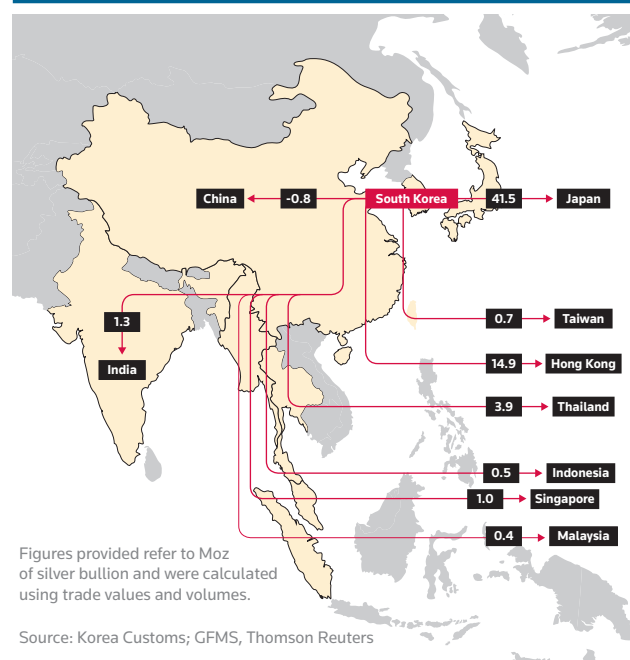 China
-0.8
South Korea
41.5
Japan
1.3
India
0.7
Taiwan
14.9
Hong Kong
3.9
Thailand
0.5
Indonesia
1.0
Singapore
0.4
Malaysia
Figures provided refer to Moz
of silver bullion and were calculated
using trade values and volumes.
Source: Korea Customs; GFMS, Thomson Reuters